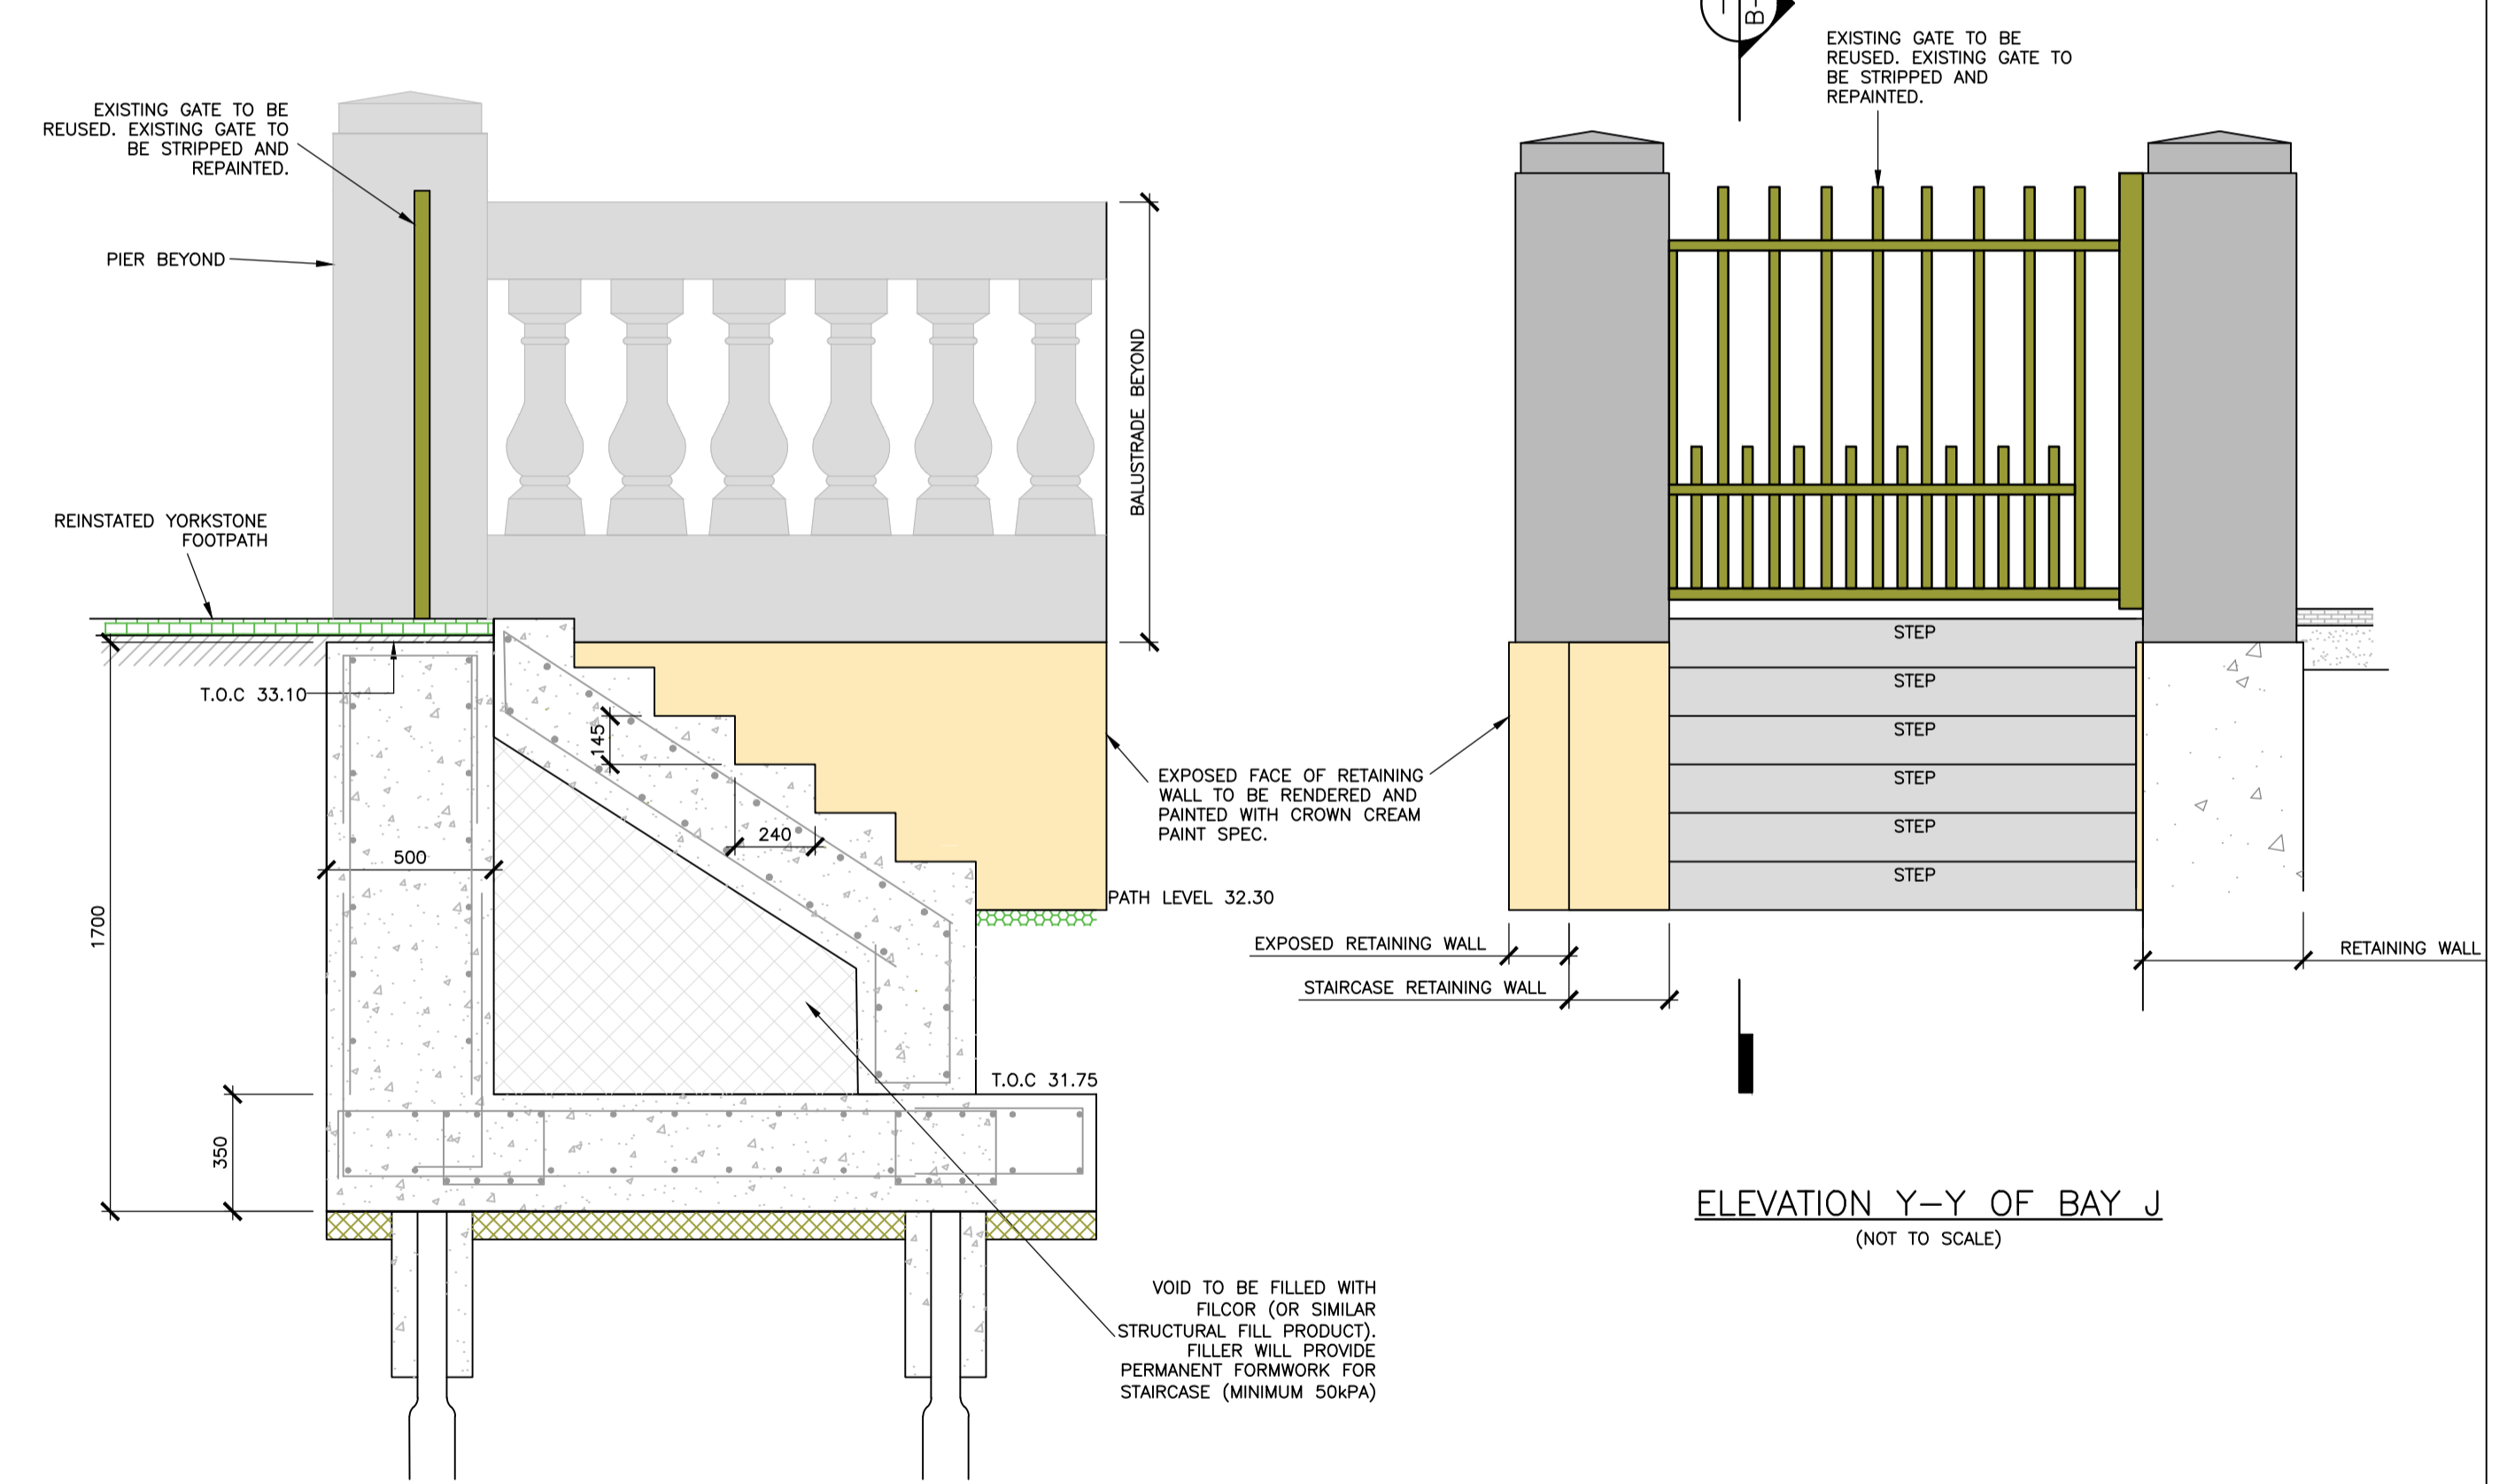 EXISTING GATE TO BE
REUSED. EXISTING GATE TO
BE STRIPPED AND
REPAINTED.
PIER BEYOND
REINSTATED YORKSTONE
FOOTPATH
T.O.C 33.10
BALUSTRADE BEYOND
145
240
500
1700
350
EXPOSED FACE OF RETAINING
WALL TO BE RENDERED AND
PAINTED WITH CROWN CREAM
PAINT SPEC.
PATH LEVEL 32.30
T.O.C 31.75
VOID TO BE FILLED WITH
FILCOR (OR SIMILAR
STRUCTURAL FILL PRODUCT).
FILLER WILL PROVIDE
PERMANENT FORMWORK FOR
STAIRCASE (MINIMUM 50kPA)
B-
EXISTING GATE TO BE
REUSED. EXISTING GATE TO
BE STRIPPED AND
REPAINTED.
STEP
STEP
STEP
STEP
STEP
STEP
EXPOSED RETAINING WALL
STAIRCASE RETAINING WALL
RETAINING WALL
ELEVATION Y-Y OF BAY J
(NOT TO SCALE)